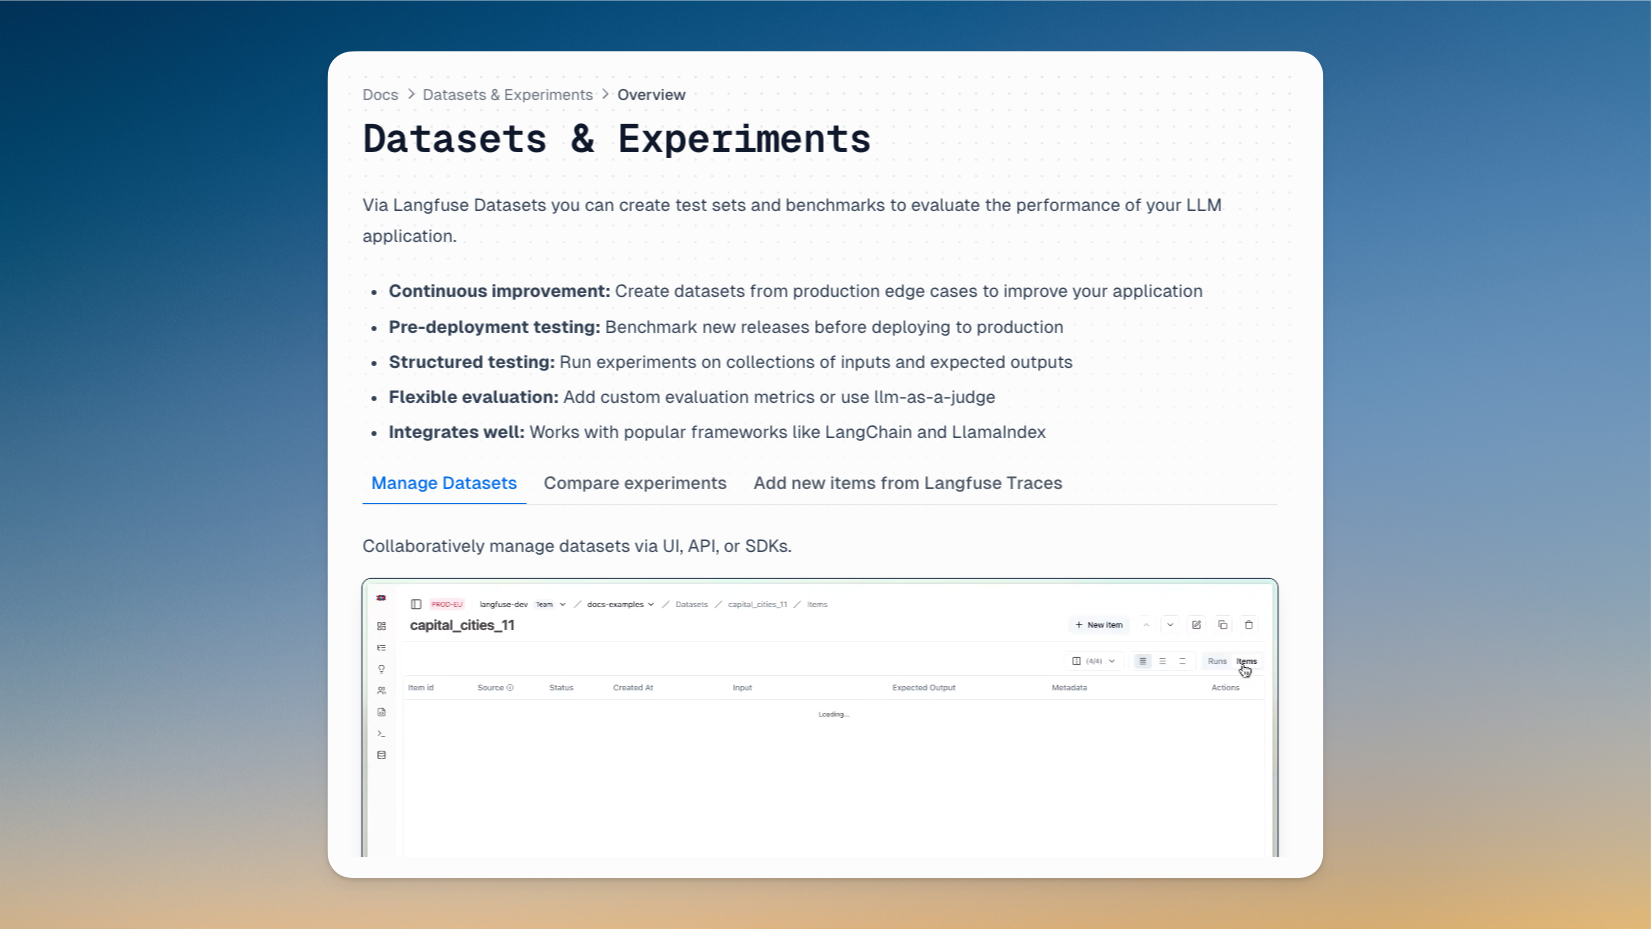 Docs > Datasets & Experiments > Overview
Datasets & Experiments
Via Langfuse Datasets you can create test sets and benchmarks to evaluate the performance of your LLM
application.
• Continuous improvement: Create datasets from production edge cases to improve your application
• Pre-deployment testing: Benchmark new releases before deploying to production
• Structured testing: Run experiments on collections of inputs and expected outputs
• Flexible evaluation: Add custom evaluation metrics or use llm-as-a-judge
• Integrates well: Works with popular frameworks like LangChain and LlamaIndex
Manage Datasets Compare experiments Add new items from Langfuse Traces
Collaboratively manage datasets via UI, API, or SDKs.
PROD-EU langfuse-dev Team / docs-examples / Datasets / capital_cities_11 / Items
capital_cities_11
+ New item
(4/4) Runs Items
Item id Source Status Created At Input Expected Output Metadata Actions
Loading...